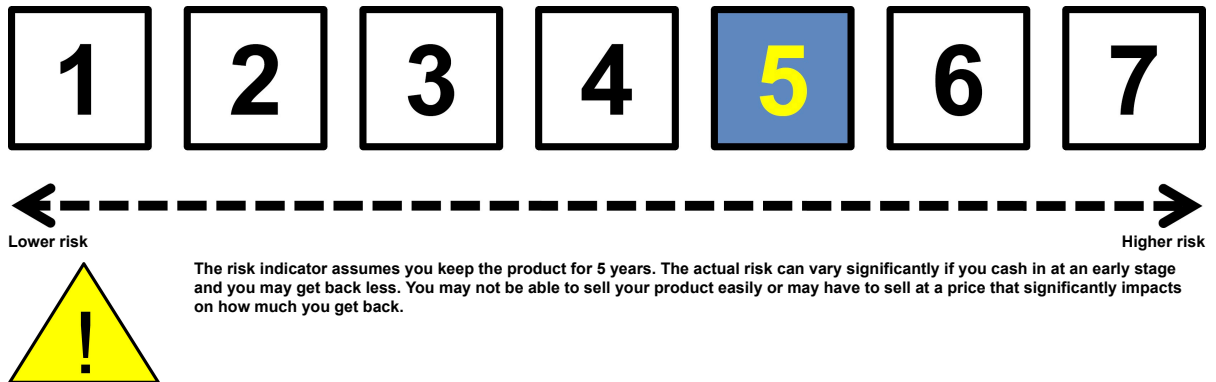 1 2 3 4 5 6 7
Lower risk Higher risk
The risk indicator assumes you keep the product for 5 years. The actual risk can vary significantly if you cash in at an early stage
and you may get back less. You may not be able to sell your product easily or may have to sell at a price that significantly impacts
on how much you get back.
!